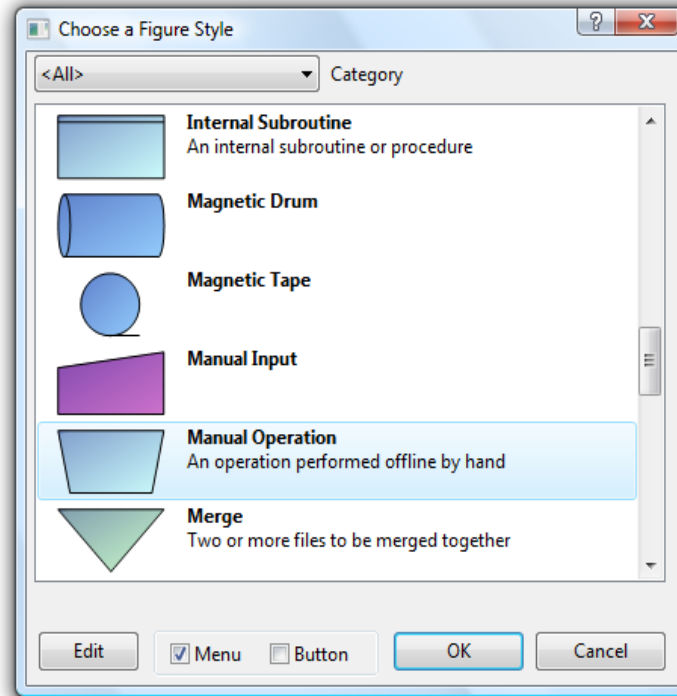 Choose a Figure Style
?
X
<All>
Category
Internal Subroutine
An internal subroutine or procedure
Magnetic Drum
Magnetic Tape
Manual Input
Manual Operation
An operation performed offline by hand
Merge
Two or more files to be merged together
Edit
Menu
Button
OK
Cancel